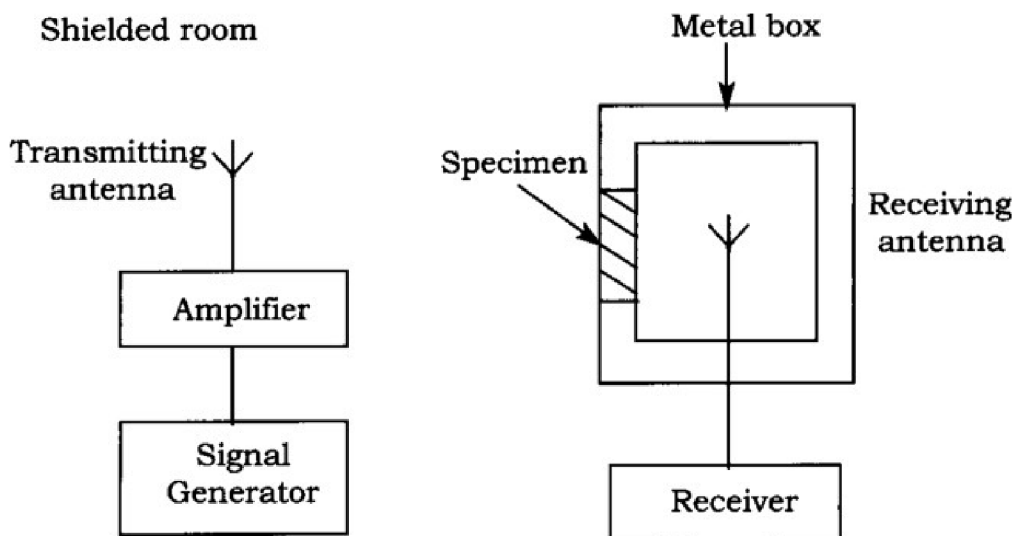 Shielded room
Metal box
Transmitting
antenna
Specimen
Receiving
antenna
Amplifier
Signal
Generator
Receiver